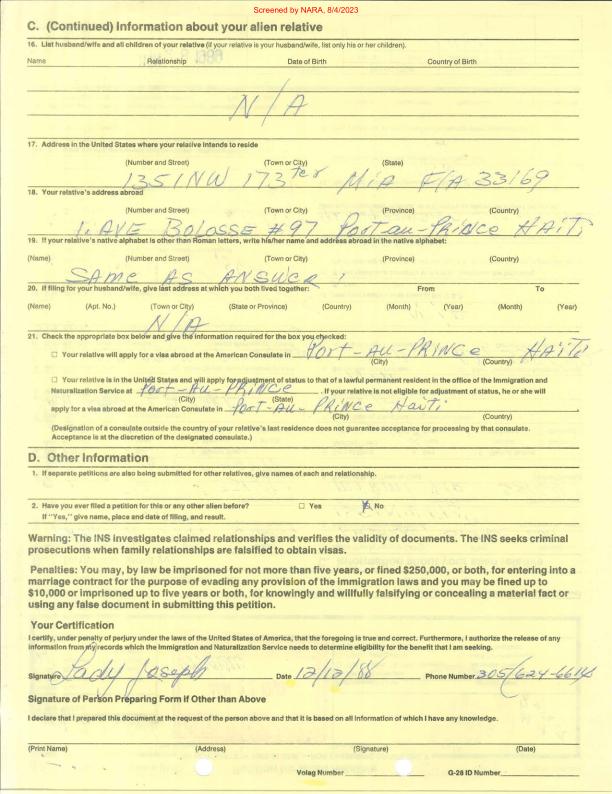 Screened by NARA, 8/4/2023
C. (Continued) Information about your alien relative
16. List husband/wife and all children of your relative (if your relative is your husband/wife, list only his or her children).
Name Relationship Date of Birth Country of Birth
N/A
17. Address in the United States where your relative intends to reside
(Number and Street) (Town or City) (State)
1351 NW 173 ter MiA FlA 33169
18. Your relative's address abroad
(Number and Street) (Town or City) (Province) (Country)
1. AVE BOLOSSE #97 Port-au-PRiNCE HAiTi
19. If your relative's native alphabet is other than Roman letters, write his/her name and address abroad in the native alphabet:
(Name) (Number and Street) (Town or City) (Province) (Country)
SAME AS ANSWER
20. If filing for your husband/wife, give last address at which you both lived together: From To
(Name) (Apt. No.) (Town or City) (State or Province) (Country) (Month) (Year) (Month) (Year)
N/A
21. Check the appropriate box below and give the information required for the box you checked:
☐ Your relative will apply for a visa abroad at the American Consulate in Port-Au-PRiNCe HAiTi
(City) (Country)
☐ Your relative is in the United States and will apply for adjustment of status to that of a lawful permanent resident in the office of the Immigration and
Naturalization Service at Port-Au-PRiNCe. If your relative is not eligible for adjustment of status, he or she will
(City) (State)
apply for a visa abroad at the American Consulate in Port-Au-PRiNCe Haiti
(City) (Country)
(Designation of a consulate outside the country of your relative's last residence does not guarantee acceptance for processing by that consulate.
Acceptance is at the discretion of the designated consulate.)
D. Other Information
1. If separate petitions are also being submitted for other relatives, give names of each and relationship.
2. Have you ever filed a petition for this or any other alien before? ☐ Yes ☒ No
If "Yes," give name, place and date of filing, and result.
Warning: The INS investigates claimed relationships and verifies the validity of documents. The INS seeks criminal
prosecutions when family relationships are falsified to obtain visas.
Penalties: You may, by law be imprisoned for not more than five years, or fined $250,000, or both, for entering into a
marriage contract for the purpose of evading any provision of the immigration laws and you may be fined up to
$10,000 or imprisoned up to five years or both, for knowingly and willfully falsifying or concealing a material fact or
using any false document in submitting this petition.
Your Certification
I certify, under penalty of perjury under the laws of the United States of America, that the foregoing is true and correct. Furthermore, I authorize the release of any
information from my records which the Immigration and Naturalization Service needs to determine eligibility for the benefit that I am seeking.
Signature Lady Joseph Date 12/12/88 Phone Number 305/624-6614
Signature of Person Preparing Form if Other than Above
I declare that I prepared this document at the request of the person above and that it is based on all information of which I have any knowledge.
(Print Name) (Address) (Signature) (Date)
Volag Number G-28 ID Number